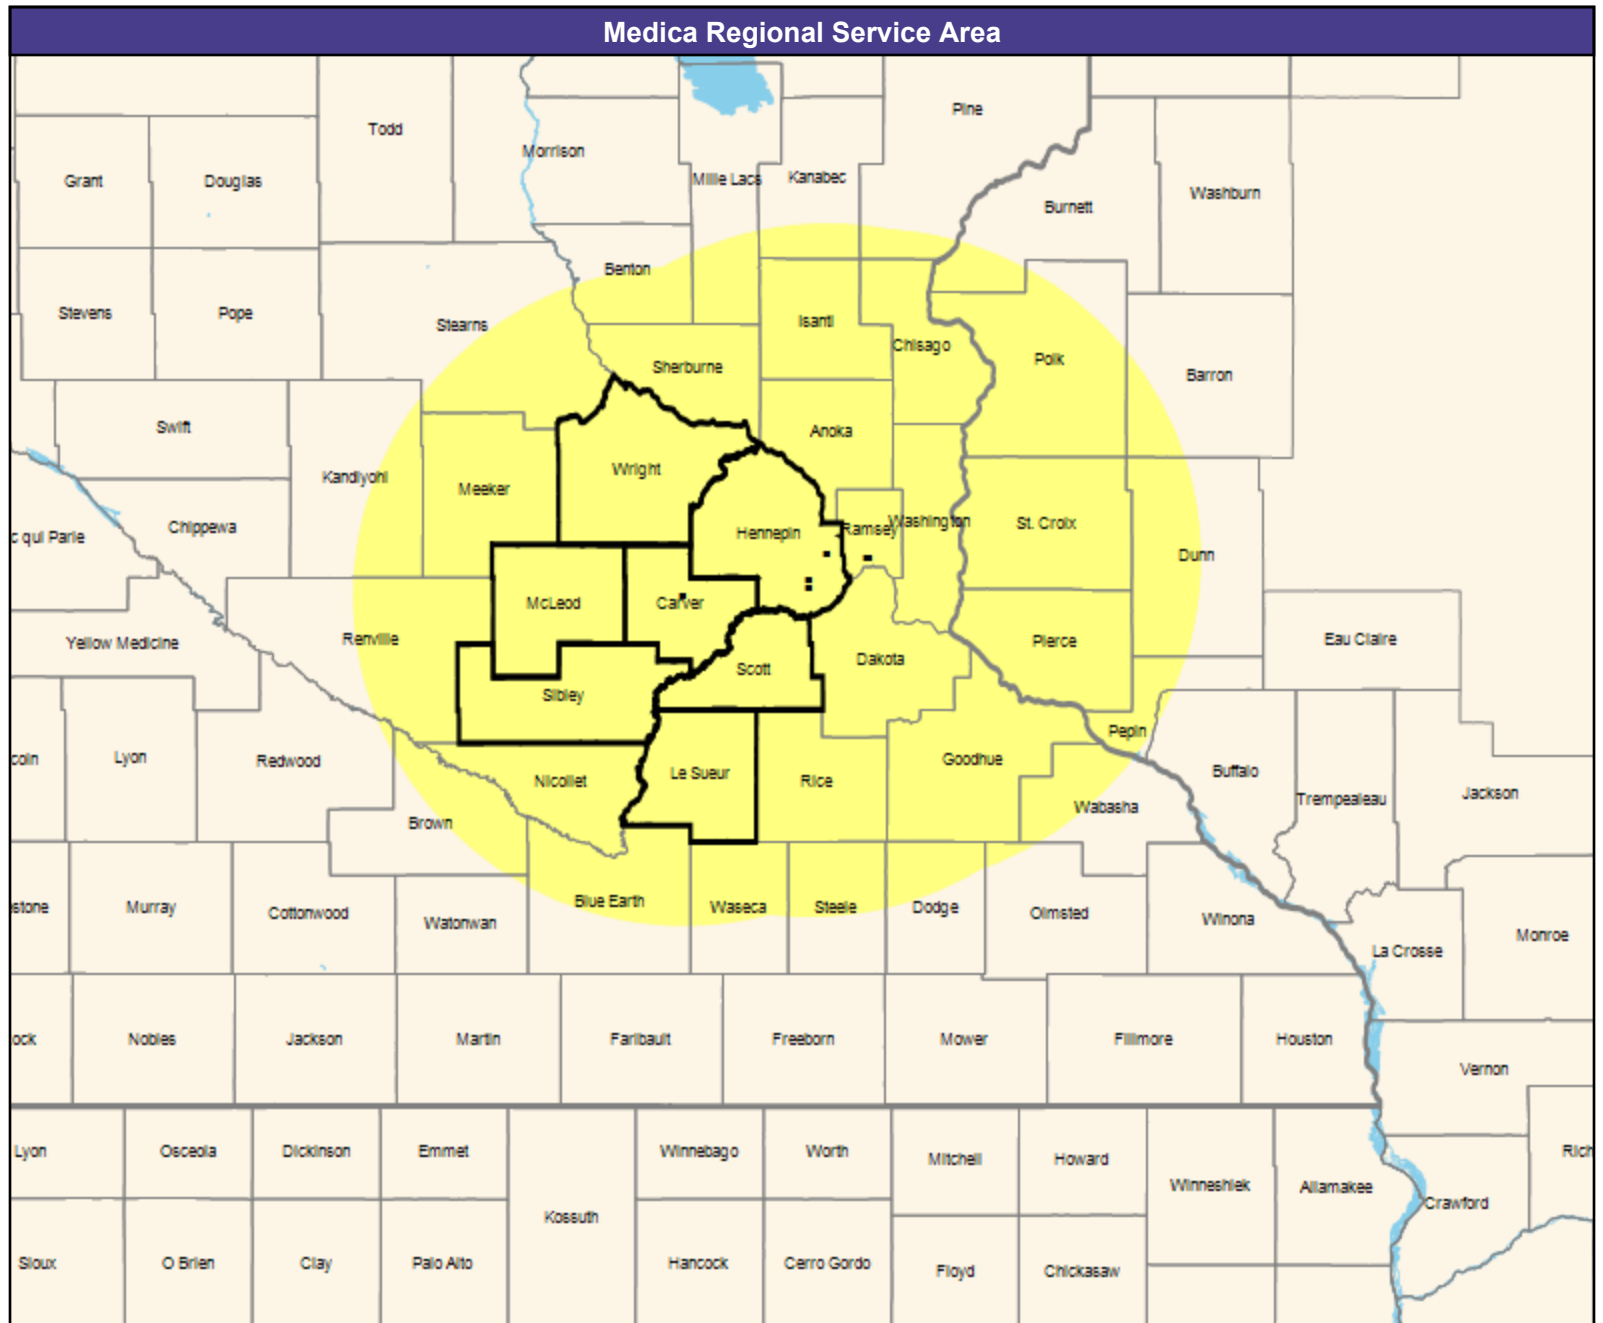 Medica Regional Service Area
Pine
Todd
Morrison
Mille Lacs
Kanabec
Grant
Douglas
Washburn
Burnett
Benton
Stevens
Pope
Stearns
Isanti
Chisago
Polk
Barron
Sherburne
Swift
Anoka
Kandiyohi
Wright
Meeker
Chippewa
Hennepin
Ramsey
Washington
St. Croix
c qui Parle
Dunn
McLeod
Carver
Yellow Medicine
Renville
Scott
Dakota
Pierce
Eau Claire
Sibley
Pepin
coln
Lyon
Redwood
Nicollet
Le Sueur
Rice
Goodhue
Buffalo
Trempealeau
Jackson
Brown
Wabasha
stone
Murray
Cottonwood
Watonwan
Blue Earth
Waseca
Steele
Dodge
Olmsted
Winona
La Crosse
Monroe
ock
Nobles
Jackson
Martin
Faribault
Freeborn
Mower
Fillmore
Houston
Vernon
Lyon
Osceola
Dickinson
Emmet
Winnebago
Worth
Mitchell
Howard
Rich
Winneshiek
Allamakee
Crawford
Kossuth
Sioux
O Brien
Clay
Palo Alto
Hancock
Cerro Gordo
Floyd
Chickasaw